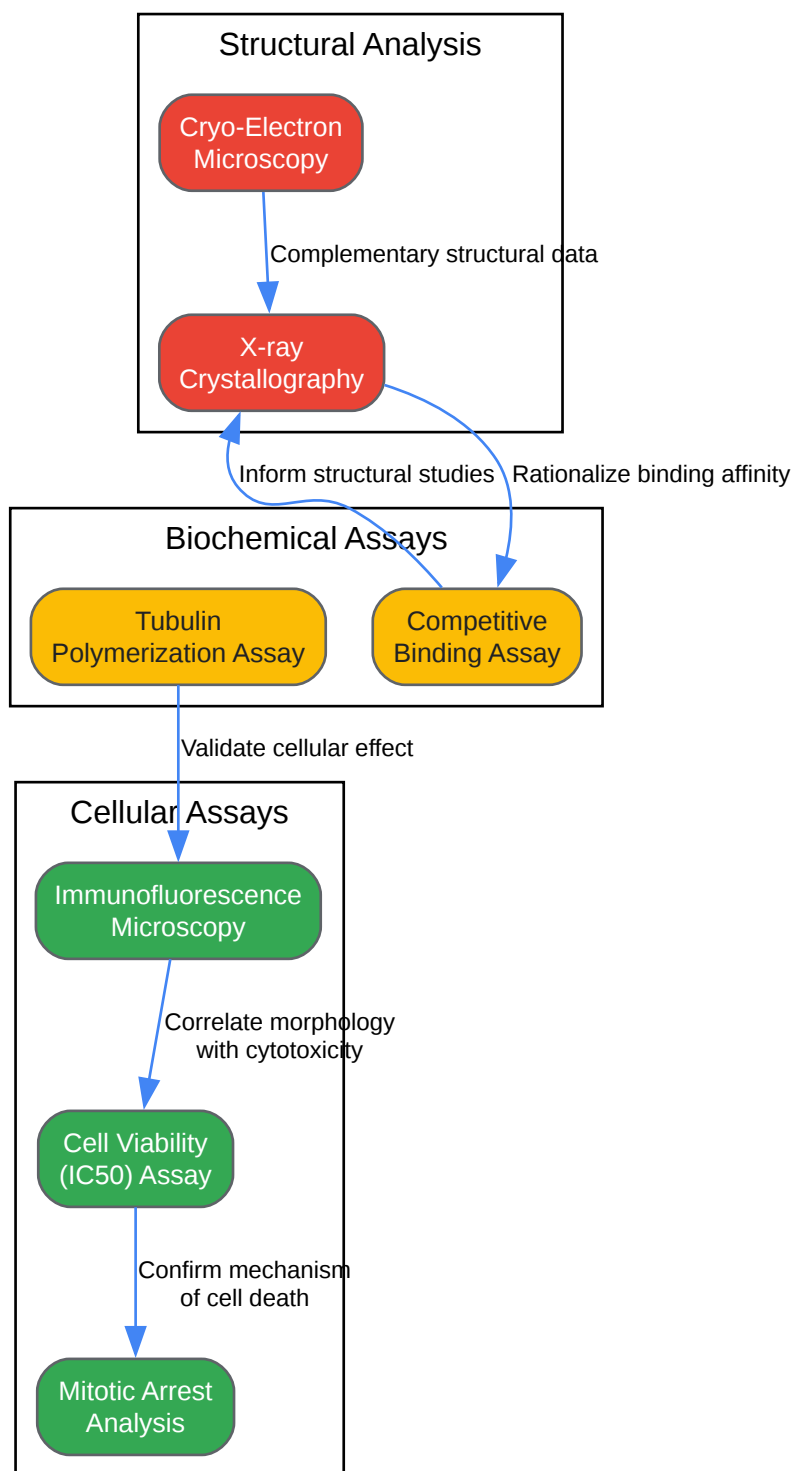 Structural Analysis
Cryo-Electron
Microscopy
Complementary structural data
X-ray
Crystallography
Inform structural studies
Rationalize binding affinity
Biochemical Assays
Tubulin
Polymerization Assay
Competitive
Binding Assay
Validate cellular effect
Cellular Assays
Immunofluorescence
Microscopy
Correlate morphology
with cytotoxicity
Cell Viability
(IC50) Assay
Confirm mechanism
of cell death
Mitotic Arrest
Analysis